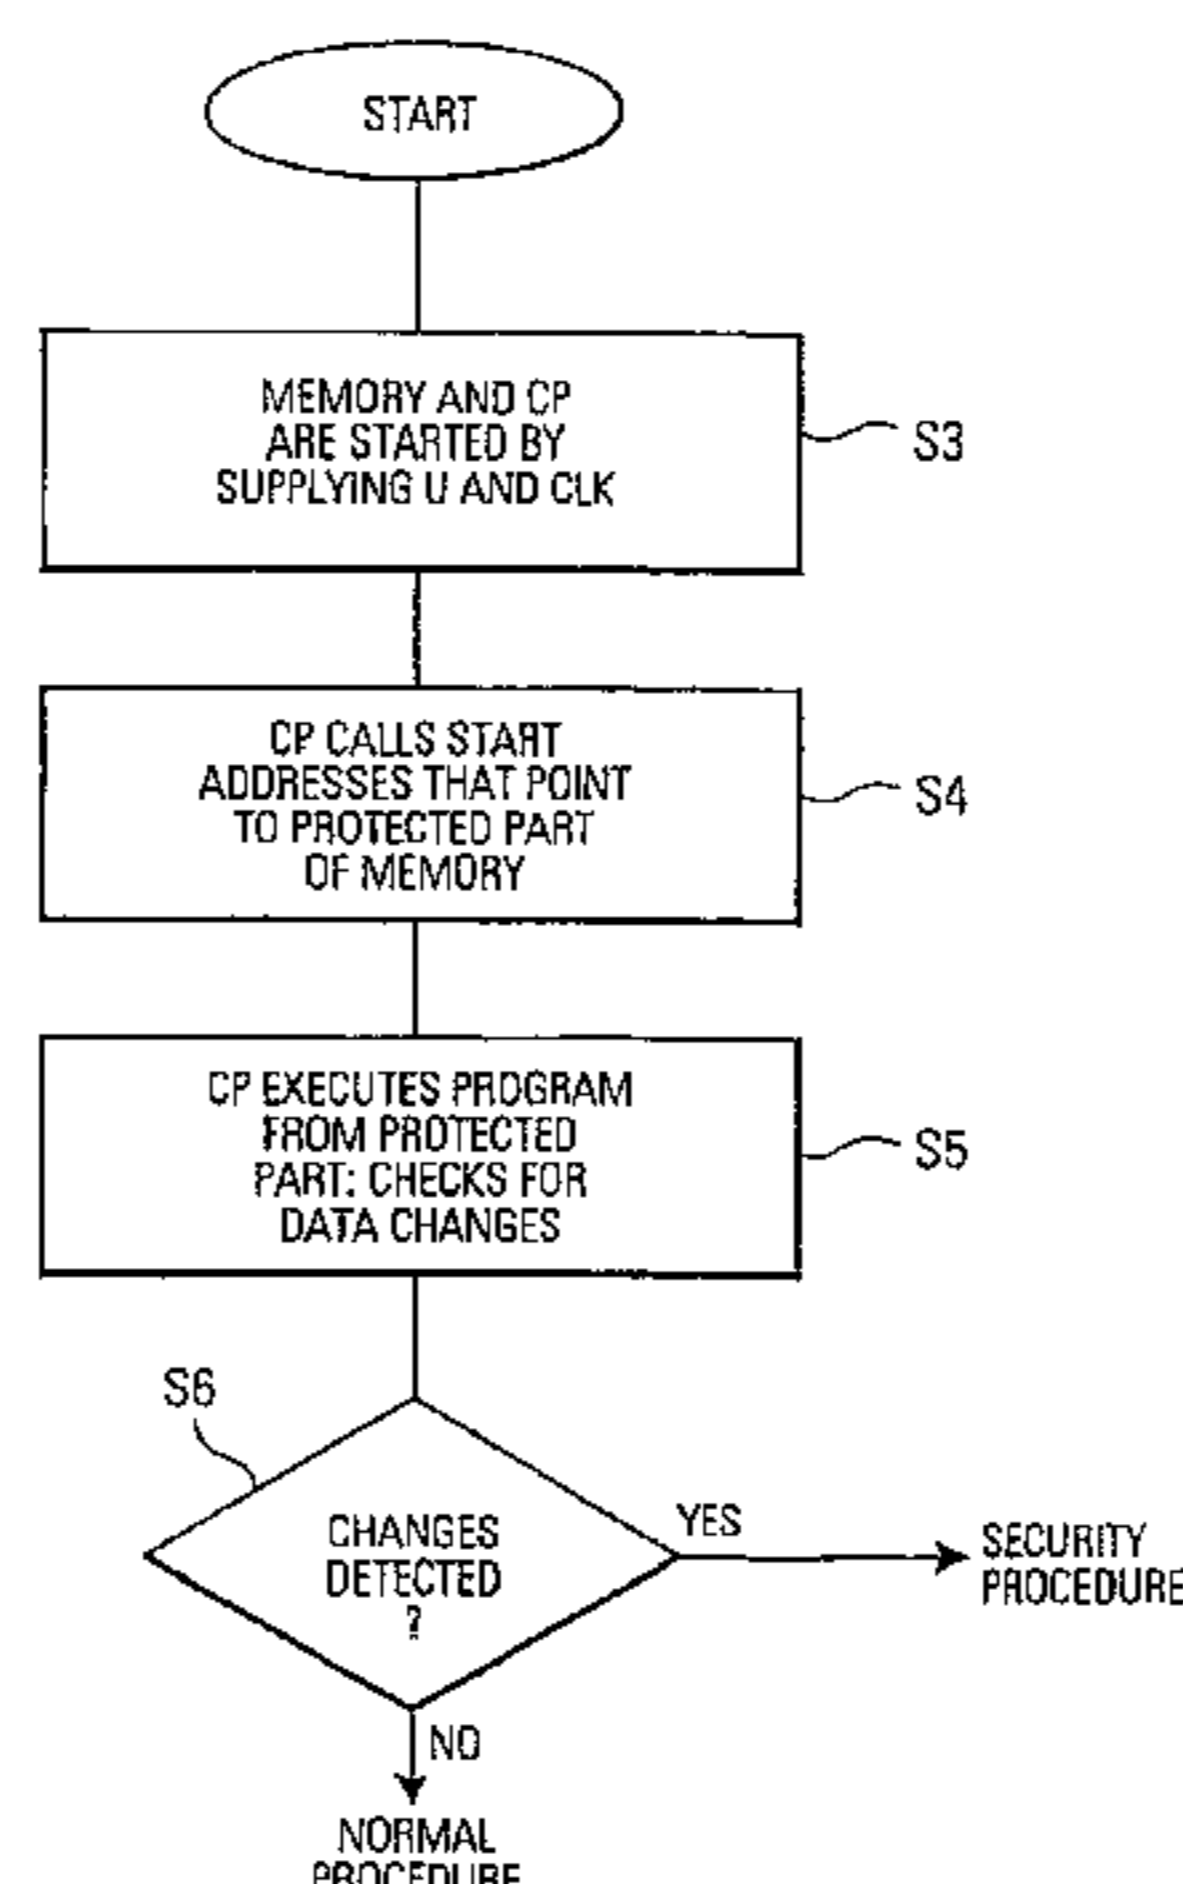 START
MEMORY AND CP
ARE STARTED BY
SUPPLYING U AND CLK
S3
CP CALLS START
ADDRESSES THAT POINT
TO PROTECTED PART
OF MEMORY
S4
CP EXECUTES PROGRAM
FROM PROTECTED
PART: CHECKS FOR
DATA CHANGES
S5
S6
CHANGES
DETECTED
?
YES
SECURITY
PROCEDURE
NO
NORMAL
PROCEDURE